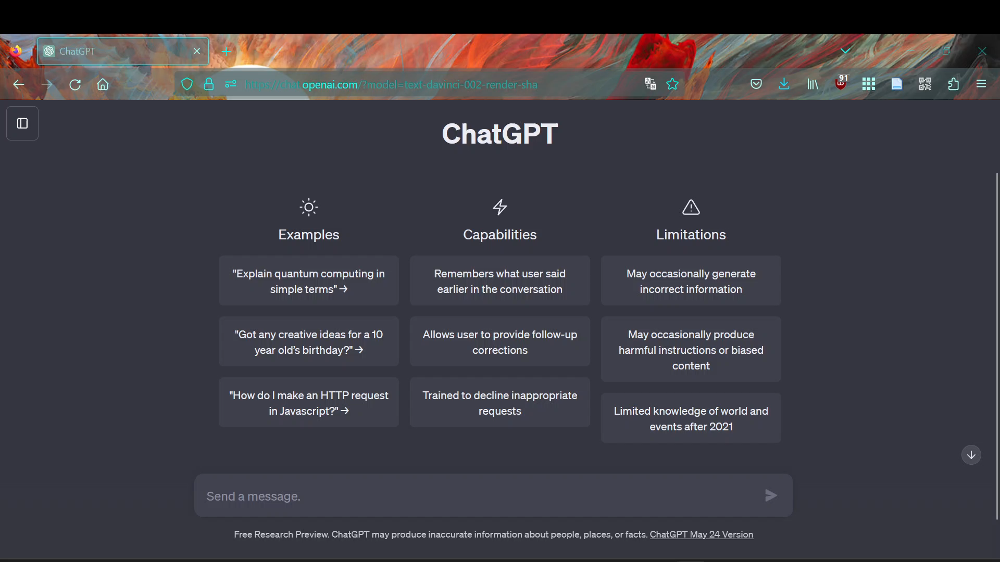 ChatGPT
https://chat.openai.com/?model=text-davinci-002-render-sha
91
ChatGPT
Examples
"Explain quantum computing in
simple terms" →
"Got any creative ideas for a 10
year old’s birthday?" →
"How do I make an HTTP request
in Javascript?" →
Capabilities
Remembers what user said
earlier in the conversation
Allows user to provide follow-up
corrections
Trained to decline inappropriate
requests
Limitations
May occasionally generate
incorrect information
May occasionally produce
harmful instructions or biased
content
Limited knowledge of world and
events after 2021
Send a message.
Free Research Preview. ChatGPT may produce inaccurate information about people, places, or facts. ChatGPT May 24 Version